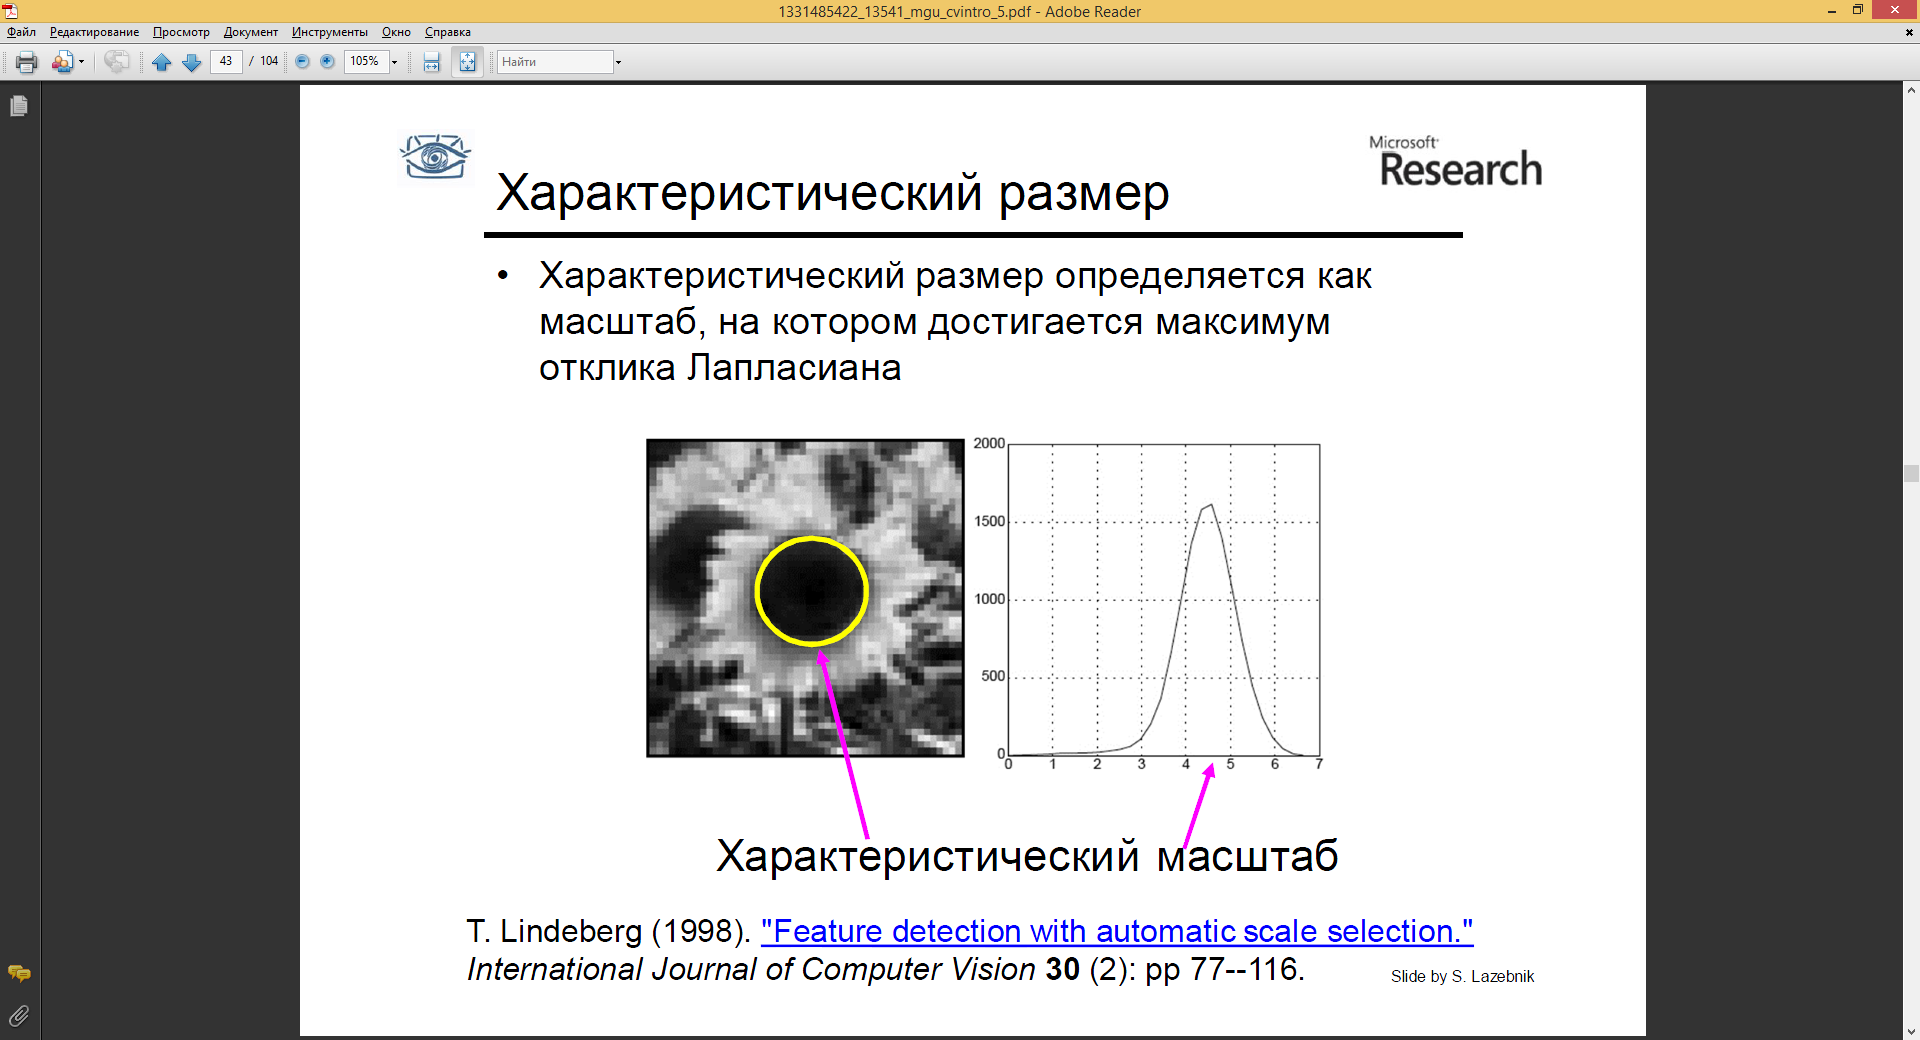 1331485422_13541_mgu_cvintro_5.pdf - Adobe Reader
Файл Редактирование Просмотр Документ Инструменты Окно Справка
43 / 104 105% Найти
Microsoft
Research
Характеристический размер
• Характеристический размер определяется как
масштаб, на котором достигается максимум
отклика Лапласиана
2000
1500
1000
500
0
0 1 2 3 4 5 6 7
Характеристический масштаб
T. Lindeberg (1998). "Feature detection with automatic scale selection."
International Journal of Computer Vision 30 (2): pp 77--116.
Slide by S. Lazebnik